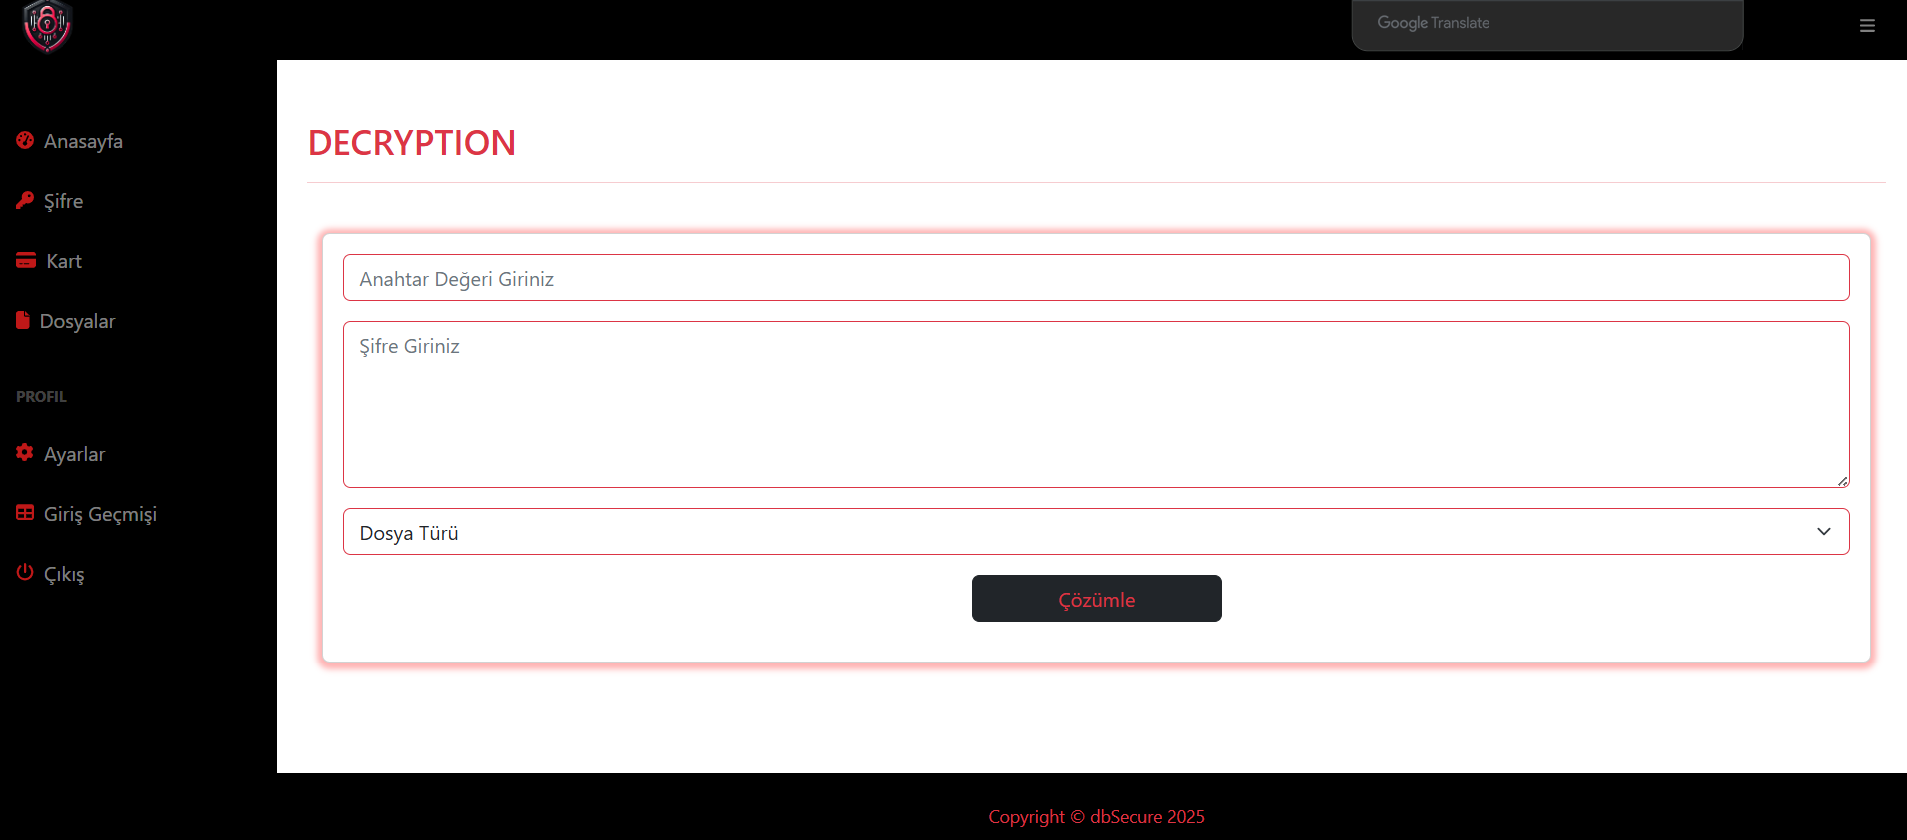 Google Translate
Anasayfa
Şifre
Kart
Dosyalar
PROFIL
Ayarlar
Giriş Geçmişi
Çıkış
DECRYPTION
Anahtar Değeri Giriniz
Şifre Giriniz
Dosya Türü
Çözümle
Copyright © dbSecure 2025